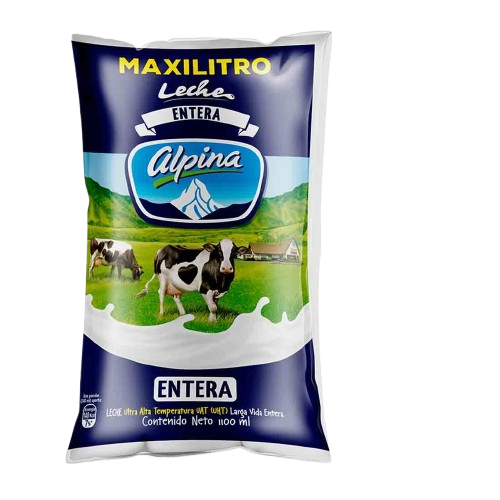 MAXILITRO
Leche
ENTERA
alpina
ENTERA
LECHE Ultra Alta Temperatura UAT (UHT) Larga Vida Entera
Contenido Neto 1100 ml